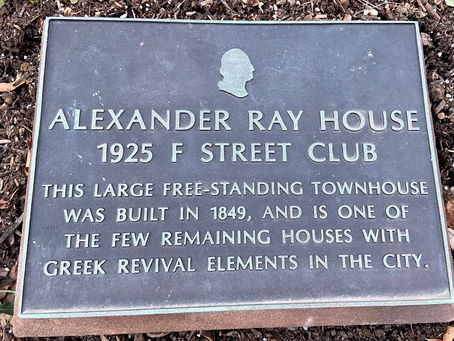 ALEXANDER RAY HOUSE
1925 F STREET CLUB
THIS LARGE FREE-STANDING TOWNHOUSE
WAS BUILT IN 1849, AND IS ONE OF
THE FEW REMAINING HOUSES WITH
GREEK REVIVAL ELEMENTS IN THE CITY.